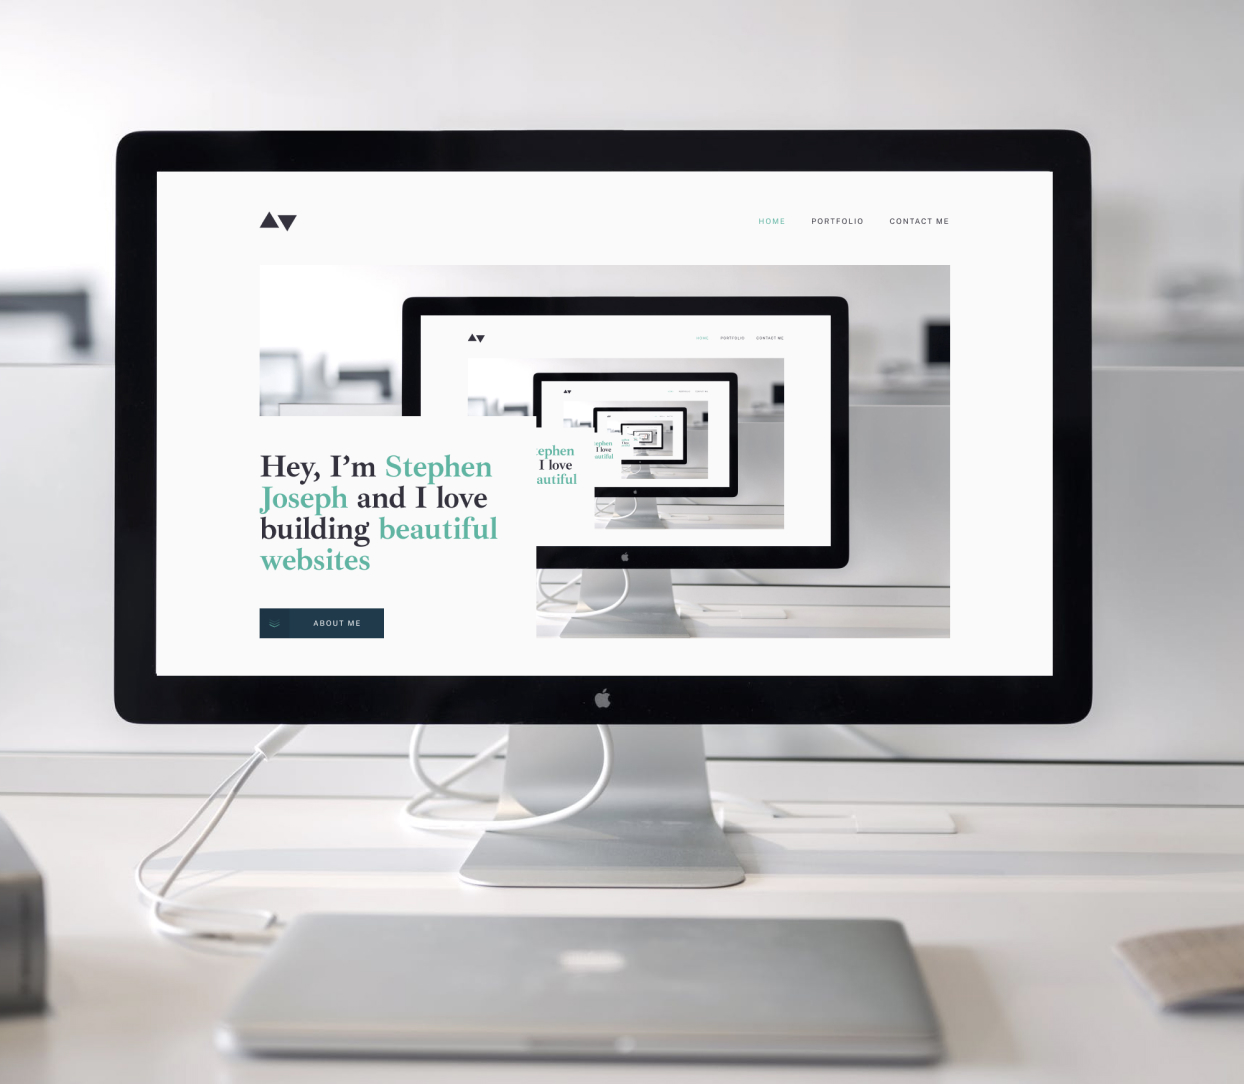 HOME PORTFOLIO CONTACT ME
HOME PORTFOLIO CONTACT ME
Hey, I'm Stephen
Joseph and I love
building beautiful
websites
ABOUT ME
tephen
I love
autiful
ephen
I love
autiful